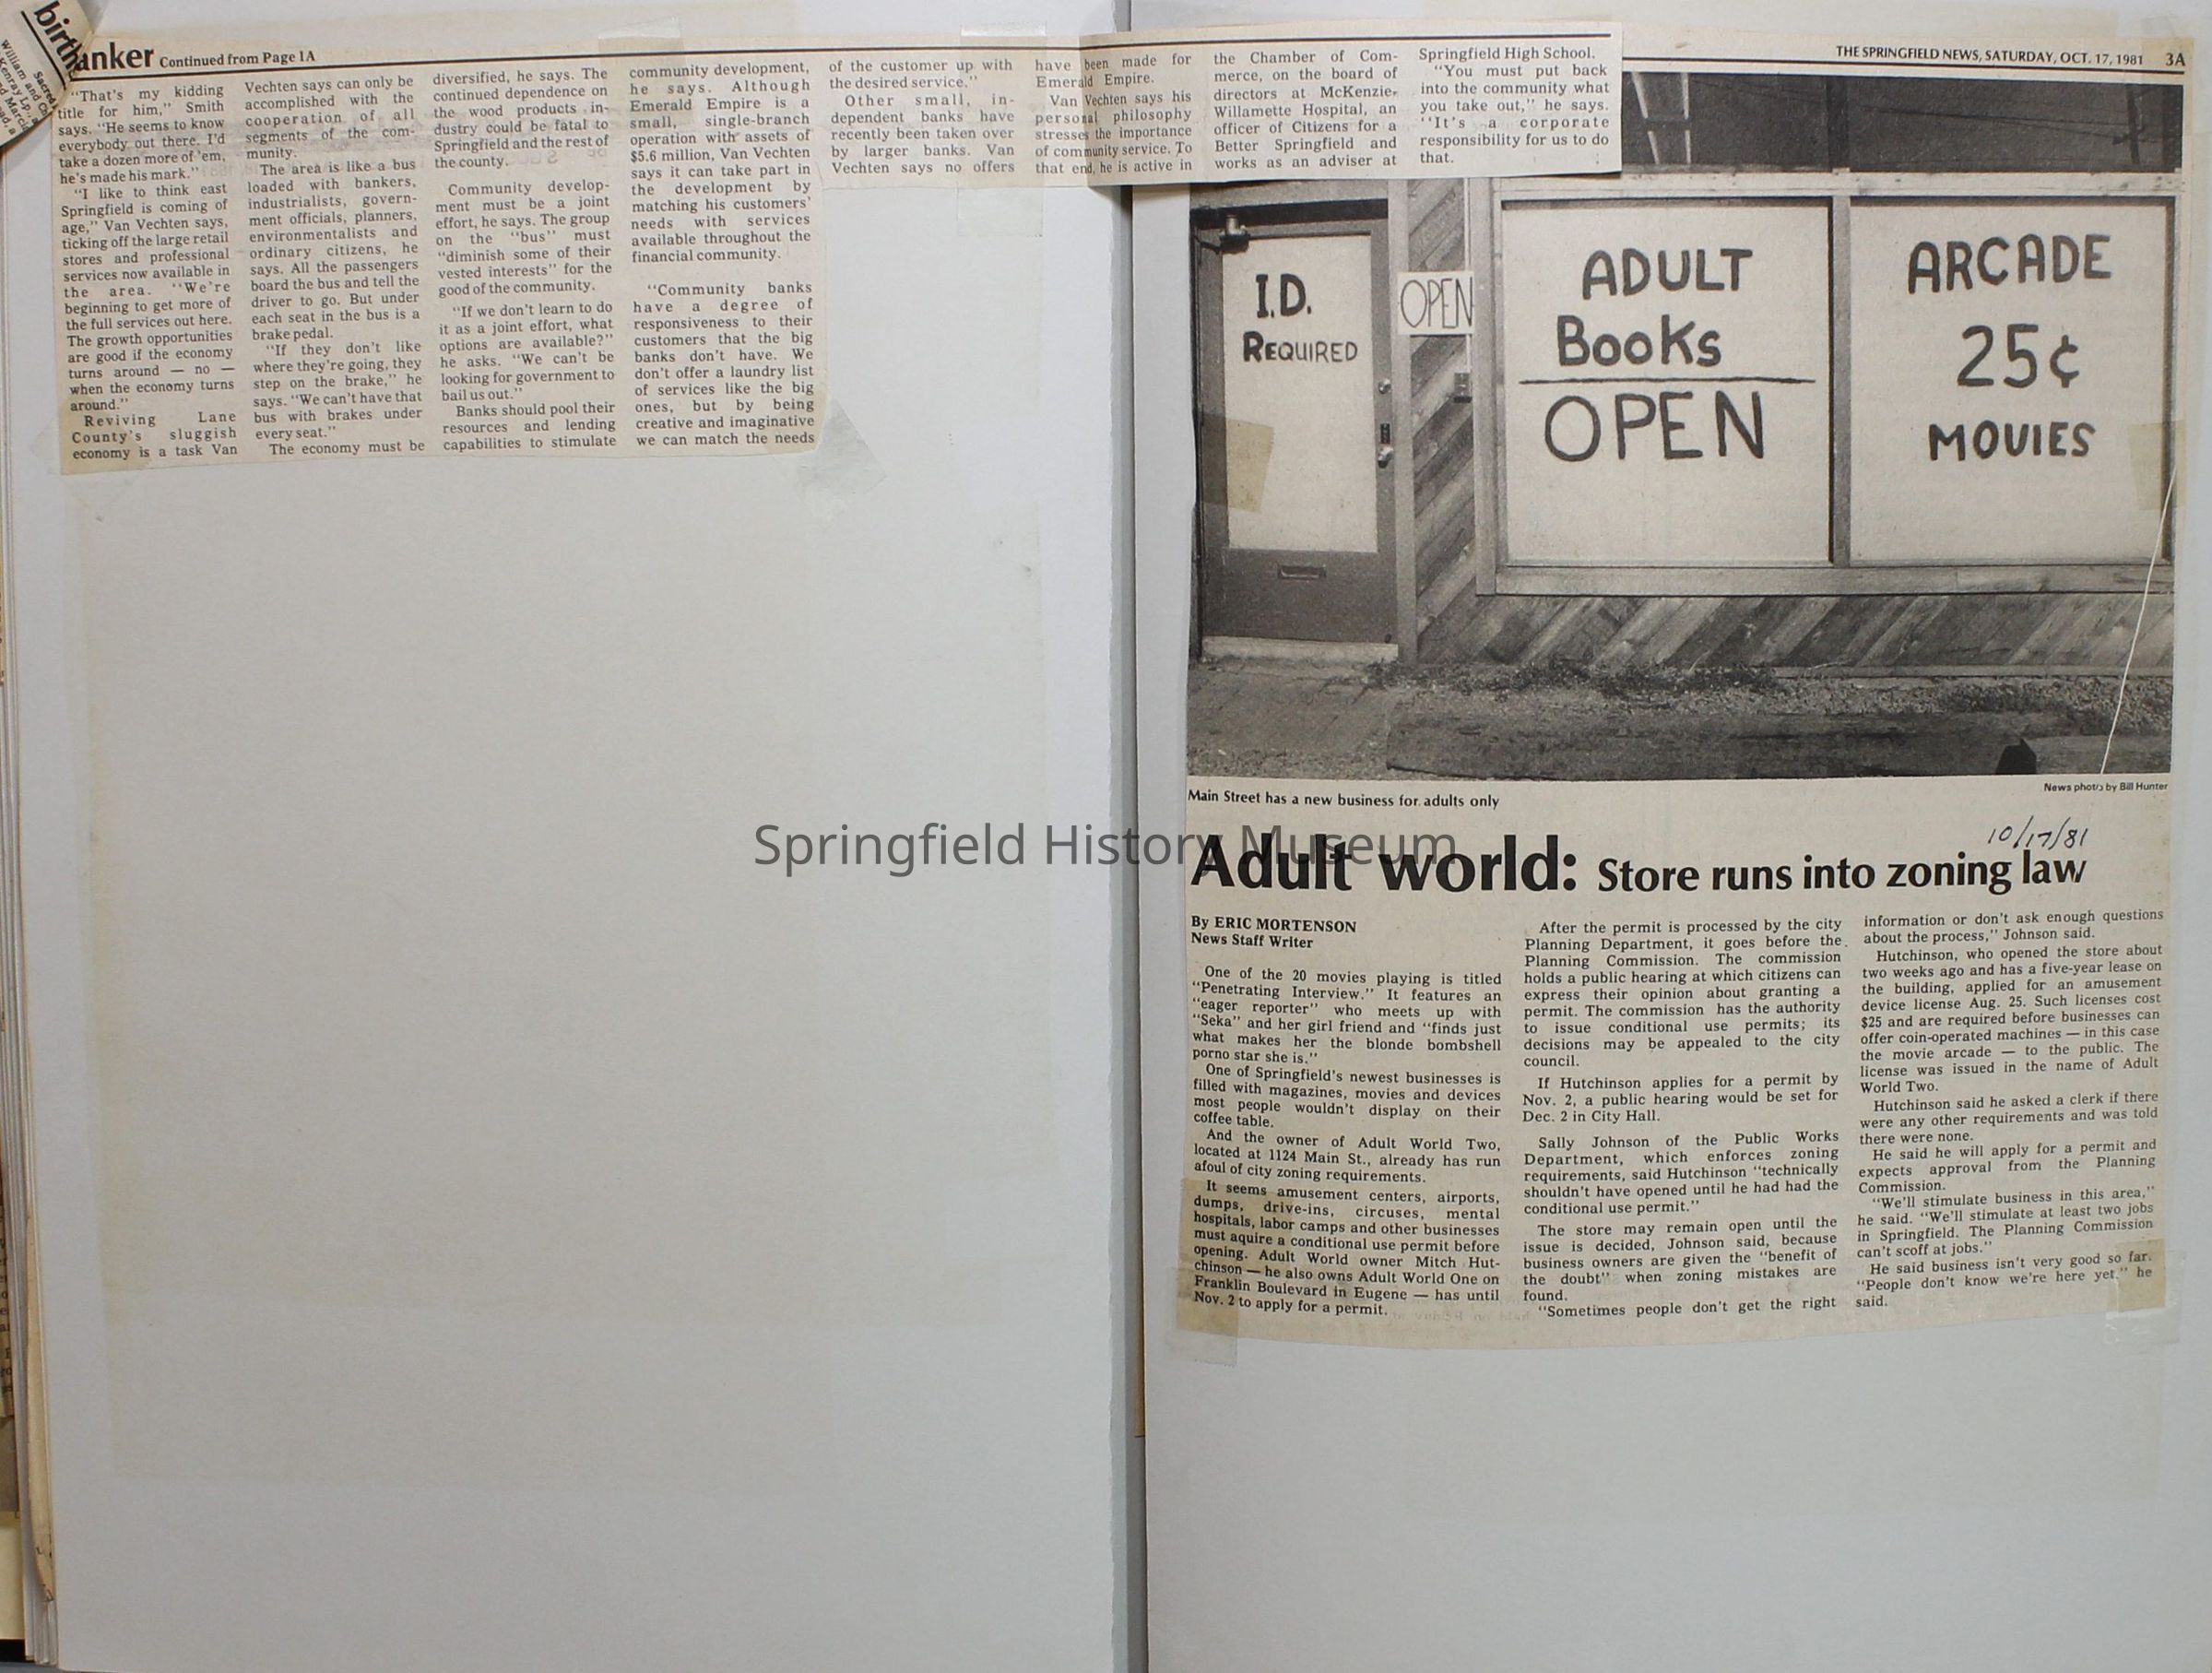 birth
Sacred
William and
Kenray Lp.
anker Continued from Page 1A
"That's my kidding
title for him," Smith
says. "He seems to know
everybody out there. I'd
take a dozen more of 'em,
he's made his mark."
"I like to think east
Springfield is coming of
age," Van Vechten says,
ticking off the large retail
stores and professional
services now available in
the area. "We're
beginning to get more of
the full services out here.
The growth opportunities
are good if the economy
turns around — no —
when the economy turns
around."
Reviving Lane
County's sluggish
economy is a task Van
Vechten says can only be
accomplished with the
cooperation of all
segments of the com-
munity.
The area is like a bus
loaded with bankers,
industrialists, govern-
ment officials, planners,
environmentalists and
ordinary citizens, he
says. All the passengers
board the bus and tell the
driver to go. But under
each seat in the bus is a
brake pedal.
"If they don't like
where they're going, they
step on the brake," he
says. "We can't have that
bus with brakes under
every seat."
The economy must be
diversified, he says. The
continued dependence on
the wood products in-
dustry could be fatal to
Springfield and the rest of
the county.
Community develop-
ment must be a joint
effort, he says. The group
on the "bus" must
"diminish some of their
vested interests" for the
good of the community.
"If we don't learn to do
it as a joint effort, what
options are available?"
he asks. "We can't be
looking for government to
bail us out."
Banks should pool their
resources and lending
capabilities to stimulate
community development,
he says. Although
Emerald Empire is a
small, single-branch
operation with assets of
$5.6 million, Van Vechten
says it can take part in
the development by
matching his customers'
needs with services
available throughout the
financial community.
"Community banks
have a degree of
responsiveness to their
customers that the big
banks don't have. We
don't offer a laundry list
of services like the big
ones, but by being
creative and imaginative
we can match the needs
of the customer up with
the desired service."
Other small, in-
dependent banks have
recently been taken over
by larger banks. Van
Vechten says no offers
have been made for
Emerald Empire.
Van Vechten says his
personal philosophy
stresses the importance
of community service. To
that end, he is active in
the Chamber of Com-
merce, on the board of
directors at McKenzie-
Willamette Hospital, an
officer of Citizens for a
Better Springfield and
works as an adviser at
Springfield High School.
"You must put back
into the community what
you take out," he says.
"It's a corporate
responsibility for us to do
that.
THE SPRINGFIELD NEWS, SATURDAY, OCT. 17, 1981 3A
I.D.
REQUIRED
OPEN
ADULT
BOOKS
OPEN
ARCADE
25¢
MOVIES
News photo by Bill Hunter
Main Street has a new business for adults only
10/17/81
Springfield History Museum
Adult world: Store runs into zoning law
By ERIC MORTENSON
News Staff Writer
One of the 20 movies playing is titled
"Penetrating Interview." It features an
"eager reporter" who meets up with
"Seka" and her girl friend and "finds just
what makes her the blonde bombshell
porno star she is."
One of Springfield's newest businesses is
filled with magazines, movies and devices
most people wouldn't display on their
coffee table.
And the owner of Adult World Two,
located at 1124 Main St., already has run
afoul of city zoning requirements.
It seems amusement centers, airports,
dumps, drive-ins, circuses, mental
hospitals, labor camps and other businesses
must aquire a conditional use permit before
opening. Adult World owner Mitch Hut-
chinson — he also owns Adult World One on
Franklin Boulevard in Eugene — has until
Nov. 2 to apply for a permit.
After the permit is processed by the city
Planning Department, it goes before the
Planning Commission. The commission
holds a public hearing at which citizens can
express their opinion about granting a
permit. The commission has the authority
to issue conditional use permits; its
decisions may be appealed to the city
council.
If Hutchinson applies for a permit by
Nov. 2, a public hearing would be set for
Dec. 2 in City Hall.
Sally Johnson of the Public Works
Department, which enforces zoning
requirements, said Hutchinson "technically
shouldn't have opened until he had had the
conditional use permit."
The store may remain open until the
issue is decided, Johnson said, because
business owners are given the "benefit of
the doubt" when zoning mistakes are
found.
"Sometimes people don't get the right
information or don't ask enough questions
about the process," Johnson said.
Hutchinson, who opened the store about
two weeks ago and has a five-year lease on
the building, applied for an amusement
device license Aug. 25. Such licenses cost
$25 and are required before businesses can
offer coin-operated machines — in this case
the movie arcade — to the public. The
license was issued in the name of Adult
World Two.
Hutchinson said he asked a clerk if there
were any other requirements and was told
there were none.
He said he will apply for a permit and
expects approval from the Planning
Commission.
"We'll stimulate business in this area,"
he said. "We'll stimulate at least two jobs
in Springfield. The Planning Commission
can't scoff at jobs."
He said business isn't very good so far.
"People don't know we're here yet," he
said.